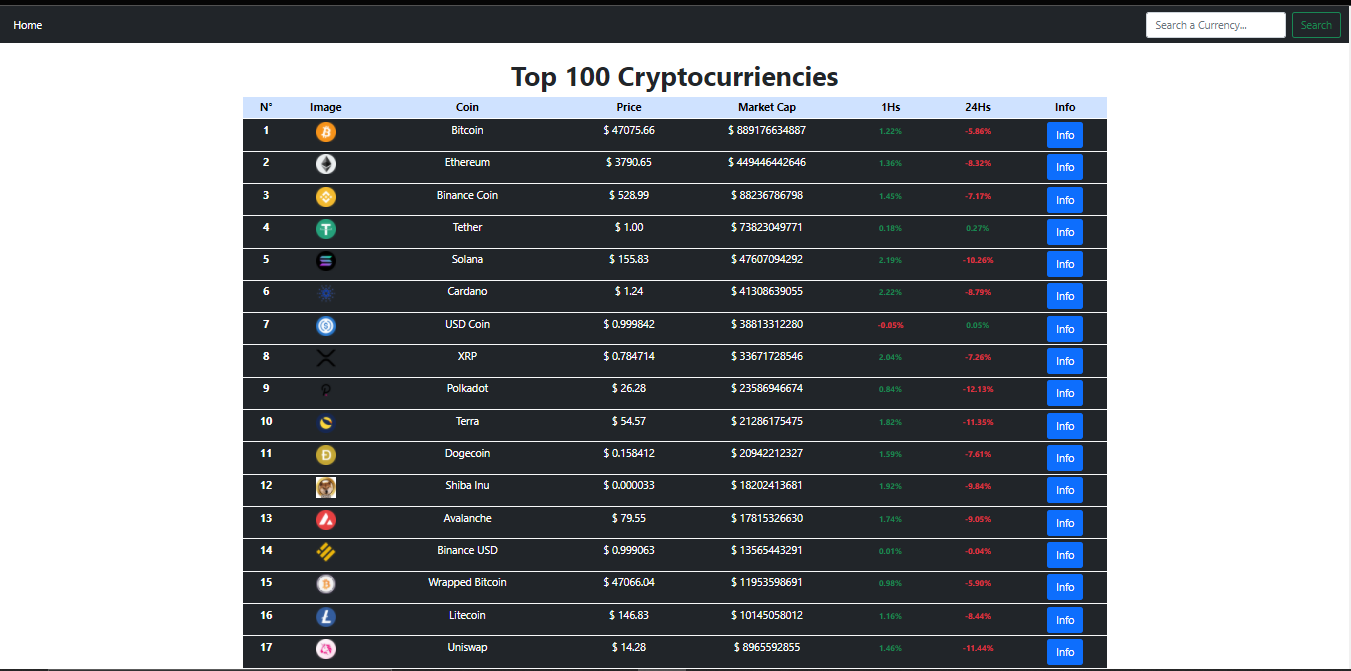 Home Search a Currency... Search
Top 100 Cryptocurriencies
N° Image Coin Price Market Cap 1Hs 24Hs Info
1 Bitcoin $ 47075.66 $ 889176634887 1.22% -5.86% Info
2 Ethereum $ 3790.65 $ 449446442646 1.36% -8.32% Info
3 Binance Coin $ 528.99 $ 88236786798 1.45% -7.17% Info
4 Tether $ 1.00 $ 73823049771 0.18% 0.27% Info
5 Solana $ 155.83 $ 47607094292 2.19% -10.26% Info
6 Cardano $ 1.24 $ 41308639055 2.22% -8.79% Info
7 USD Coin $ 0.999842 $ 38813312280 -0.05% 0.05% Info
8 XRP $ 0.784714 $ 33671728546 2.04% -7.26% Info
9 Polkadot $ 26.28 $ 23586946674 0.84% -12.13% Info
10 Terra $ 54.57 $ 21286175475 1.82% -11.35% Info
11 Dogecoin $ 0.158412 $ 20942212327 1.59% -7.61% Info
12 Shiba Inu $ 0.000033 $ 18202413681 1.92% -9.84% Info
13 Avalanche $ 79.55 $ 17815326630 1.74% -9.05% Info
14 Binance USD $ 0.999063 $ 13565443291 0.01% -0.04% Info
15 Wrapped Bitcoin $ 47066.04 $ 11953598691 0.98% -5.90% Info
16 Litecoin $ 146.83 $ 10145058012 1.16% -8.44% Info
17 Uniswap $ 14.28 $ 8965592855 1.46% -11.44% Info